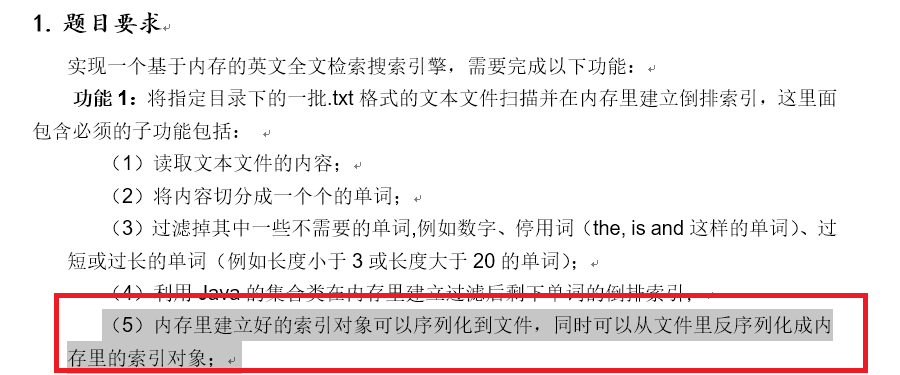 1. 题目要求
实现一个基于内存的英文全文检索搜索引擎，需要完成以下功能：
功能 1：将指定目录下的一批.txt 格式的文本文件扫描并在内存里建立倒排索引，这里面
包含必须的子功能包括：
（1）读取文本文件的内容；
（2）将内容切分成一个个的单词；
（3）过滤掉其中一些不需要的单词,例如数字、停用词（the, is and 这样的单词）、过
短或过长的单词（例如长度小于 3 或长度大于 20 的单词）；
（4）利用 Java 的集合类在内存里建立过滤后剩下单词的倒排索引；
（5）内存里建立好的索引对象可以序列化到文件，同时可以从文件里反序列化成内
存里的索引对象；